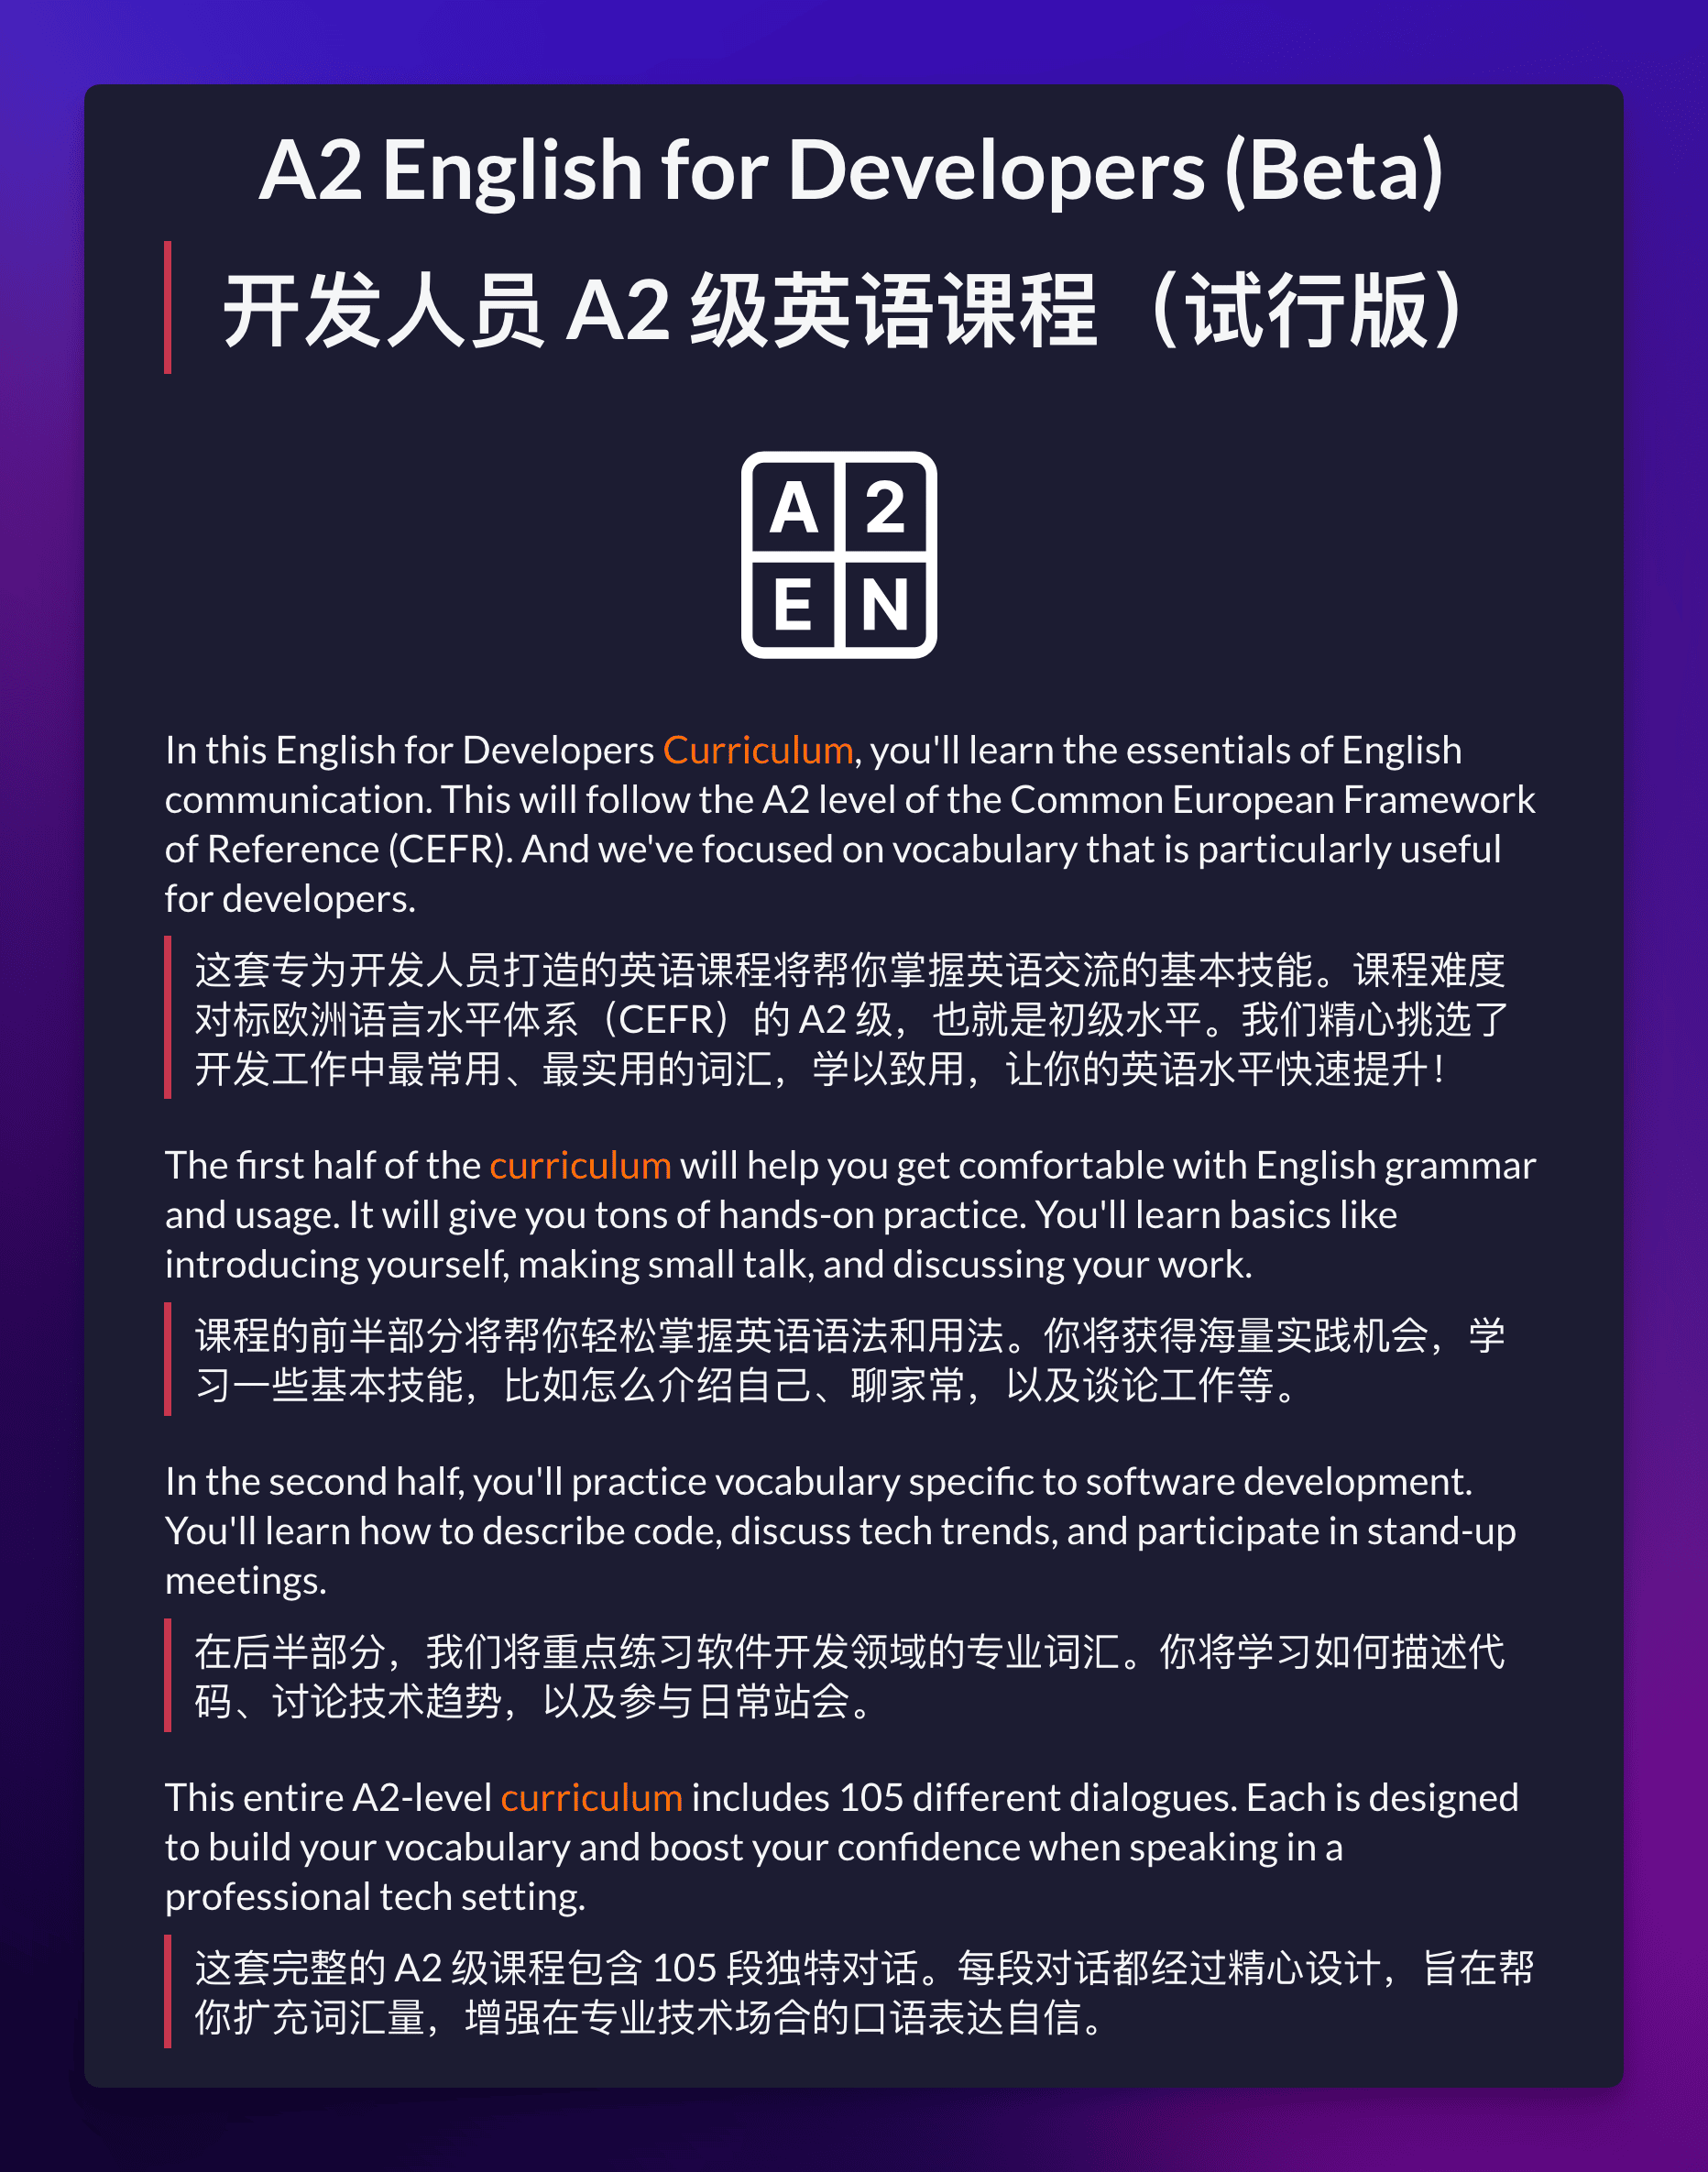 A2 English for Developers (Beta)
开发人员 A2 级英语课程（试行版）
A 2
E N
In this English for Developers Curriculum, you'll learn the essentials of English
communication. This will follow the A2 level of the Common European Framework
of Reference (CEFR). And we've focused on vocabulary that is particularly useful
for developers.
这套专为开发人员打造的英语课程将帮你掌握英语交流的基本技能。课程难度
对标欧洲语言水平体系（CEFR）的 A2 级，也就是初级水平。我们精心挑选了
开发工作中最常用、最实用的词汇，学以致用，让你的英语水平快速提升！
The first half of the curriculum will help you get comfortable with English grammar
and usage. It will give you tons of hands-on practice. You'll learn basics like
introducing yourself, making small talk, and discussing your work.
课程的前半部分将帮你轻松掌握英语语法和用法。你将获得海量实践机会，学
习一些基本技能，比如怎么介绍自己、聊家常，以及谈论工作等。
In the second half, you'll practice vocabulary specific to software development.
You'll learn how to describe code, discuss tech trends, and participate in stand-up
meetings.
在后半部分，我们将重点练习软件开发领域的专业词汇。你将学习如何描述代
码、讨论技术趋势，以及参与日常站会。
This entire A2-level curriculum includes 105 different dialogues. Each is designed
to build your vocabulary and boost your confidence when speaking in a
professional tech setting.
这套完整的 A2 级课程包含 105 段独特对话。每段对话都经过精心设计，旨在帮
你扩充词汇量，增强在专业技术场合的口语表达自信。